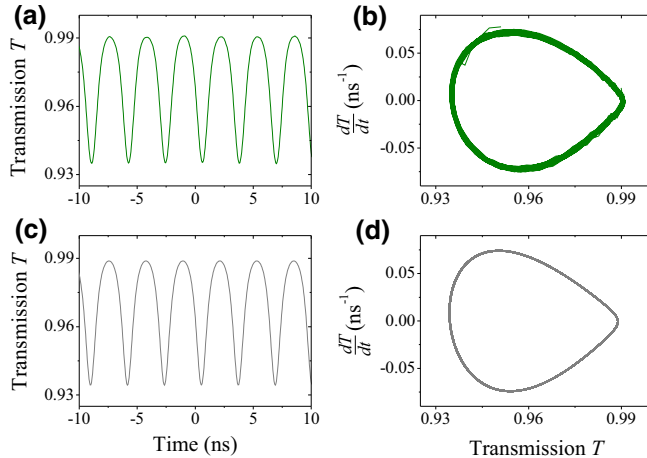 (a)
Transmission T
0.99
0.96
0.93
-10 -5 0 5 10
(b)
dT/dt (ns⁻¹)
0.05
0.00
-0.05
0.93 0.96 0.99
(c)
Transmission T
0.99
0.96
0.93
-10 -5 0 5 10
Time (ns)
(d)
dT/dt (ns⁻¹)
0.05
0.00
-0.05
0.93 0.96 0.99
Transmission T